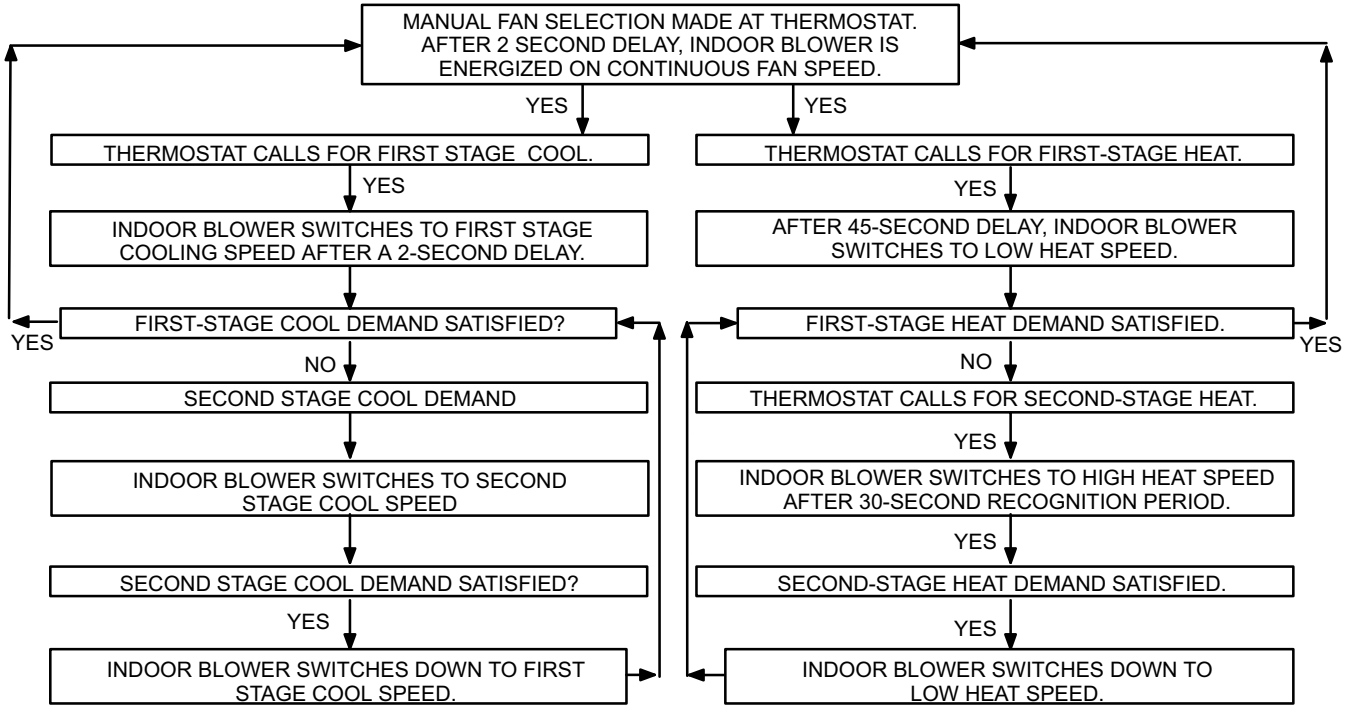 MANUAL FAN SELECTION MADE AT THERMOSTAT.
AFTER 2 SECOND DELAY, INDOOR BLOWER IS
ENERGIZED ON CONTINUOUS FAN SPEED.
YES
YES
THERMOSTAT CALLS FOR FIRST STAGE COOL.
YES
INDOOR BLOWER SWITCHES TO FIRST STAGE
COOLING SPEED AFTER A 2-SECOND DELAY.
FIRST-STAGE COOL DEMAND SATISFIED?
YES
NO
SECOND STAGE COOL DEMAND
INDOOR BLOWER SWITCHES TO SECOND
STAGE COOL SPEED
SECOND STAGE COOL DEMAND SATISFIED?
YES
INDOOR BLOWER SWITCHES DOWN TO FIRST
STAGE COOL SPEED.
THERMOSTAT CALLS FOR FIRST-STAGE HEAT.
YES
AFTER 45-SECOND DELAY, INDOOR BLOWER
SWITCHES TO LOW HEAT SPEED.
FIRST-STAGE HEAT DEMAND SATISFIED.
YES
NO
THERMOSTAT CALLS FOR SECOND-STAGE HEAT.
YES
INDOOR BLOWER SWITCHES TO HIGH HEAT SPEED
AFTER 30-SECOND RECOGNITION PERIOD.
YES
SECOND-STAGE HEAT DEMAND SATISFIED.
YES
INDOOR BLOWER SWITCHES DOWN TO
LOW HEAT SPEED.